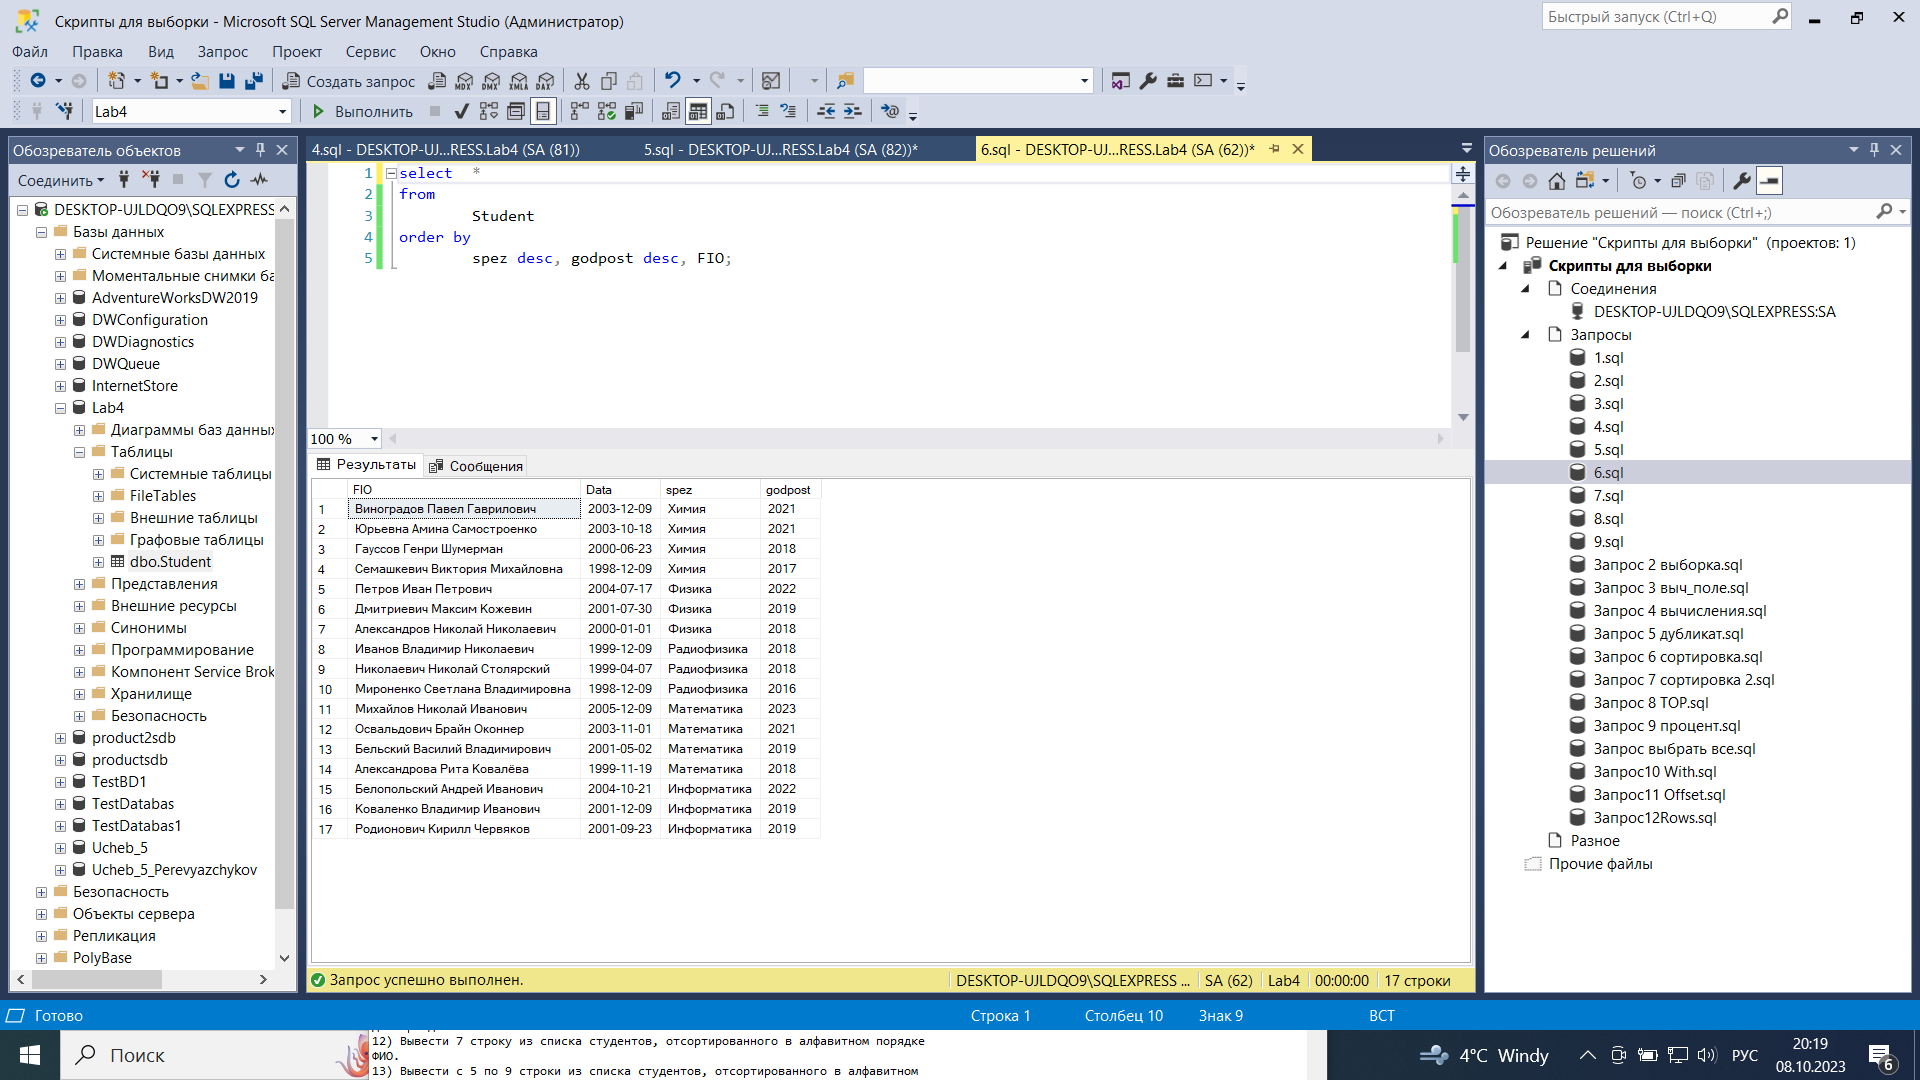 Скрипты для выборки - Microsoft SQL Server Management Studio (Администратор)
Быстрый запуск (Ctrl+Q)
Файл Правка Вид Запрос Проект Сервис Окно Справка
Создать запрос MDX DMX XMLA DAX
Lab4 Выполнить
Обозреватель объектов
Соединить
DESKTOP-UJLDQO9\SQLEXPRESS
Базы данных
Системные базы данных
Моментальные снимки ба
AdventureWorksDW2019
DWConfiguration
DWDiagnostics
DWQueue
InternetStore
Lab4
Диаграммы баз данных
Таблицы
Системные таблицы
FileTables
Внешние таблицы
Графовые таблицы
dbo.Student
Представления
Внешние ресурсы
Синонимы
Программирование
Компонент Service Brok
Хранилище
Безопасность
product2sdb
productsdb
TestBD1
TestDatabas
TestDatabas1
Ucheb_5
Ucheb_5_Perevyazchykov
Безопасность
Объекты сервера
Репликация
PolyBase
4.sql - DESKTOP-UJ...RESS.Lab4 (SA (81)) 5.sql - DESKTOP-UJ...RESS.Lab4 (SA (82))* 6.sql - DESKTOP-UJ...RESS.Lab4 (SA (62))*
1 select *
2 from
3 Student
4 order by
5 spez desc, godpost desc, FIO;
100 %
Результаты Сообщения
FIO Data spez godpost
1 Виноградов Павел Гаврилович 2003-12-09 Химия 2021
2 Юрьевна Амина Самостроенко 2003-10-18 Химия 2021
3 Гауссов Генри Шумерман 2000-06-23 Химия 2018
4 Семашкевич Виктория Михайловна 1998-12-09 Химия 2017
5 Петров Иван Петрович 2004-07-17 Физика 2022
6 Дмитриевич Максим Кожевин 2001-07-30 Физика 2019
7 Александров Николай Николаевич 2000-01-01 Физика 2018
8 Иванов Владимир Николаевич 1999-12-09 Радиофизика 2018
9 Николаевич Николай Столярский 1999-04-07 Радиофизика 2018
10 Мироненко Светлана Владимировна 1998-12-09 Радиофизика 2016
11 Михайлов Николай Иванович 2005-12-09 Математика 2023
12 Освальдович Брайн Оконнер 2003-11-01 Математика 2021
13 Бельский Василий Владимирович 2001-05-02 Математика 2019
14 Александрова Рита Ковалёва 1999-11-19 Математика 2018
15 Белопольский Андрей Иванович 2004-10-21 Информатика 2022
16 Коваленко Владимир Иванович 2001-12-09 Информатика 2019
17 Родионович Кирилл Червяков 2001-09-23 Информатика 2019
Запрос успешно выполнен. DESKTOP-UJLDQO9\SQLEXPRESS ... SA (62) Lab4 00:00:00 17 строки
Обозреватель решений
Обозреватель решений — поиск (Ctrl+;)
Решение "Скрипты для выборки" (проектов: 1)
Скрипты для выборки
Соединения
DESKTOP-UJLDQO9\SQLEXPRESS:SA
Запросы
1.sql
2.sql
3.sql
4.sql
5.sql
6.sql
7.sql
8.sql
9.sql
Запрос 2 выборка.sql
Запрос 3 выч_поле.sql
Запрос 4 вычисления.sql
Запрос 5 дубликат.sql
Запрос 6 сортировка.sql
Запрос 7 сортировка 2.sql
Запрос 8 TOP.sql
Запрос 9 процент.sql
Запрос выбрать все.sql
Запрос10 With.sql
Запрос11 Offset.sql
Запрос12Rows.sql
Разное
Прочие файлы
Готово Строка 1 Столбец 10 Знак 9 ВСТ
Поиск
12) Вывести 7 строку из списка студентов, отсортированного в алфавитном порядке
ФИО.
13) Вывести с 5 по 9 строки из списка студентов, отсортированного в алфавитном
4°C Windy РУС 20:19
08.10.2023
6